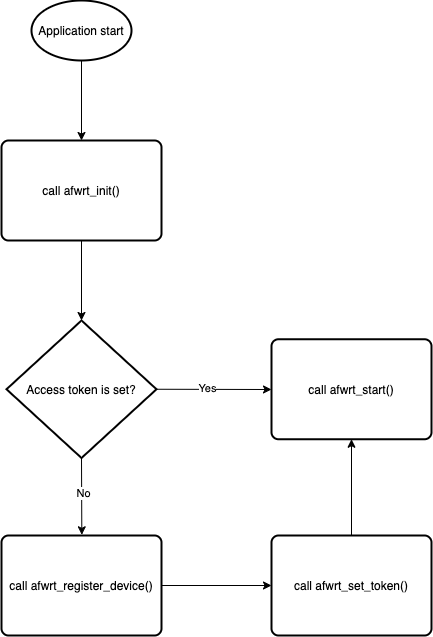 Application start
call afwrt_init()
Access token is set?
Yes
call afwrt_start()
No
call afwrt_register_device()
call afwrt_set_token()